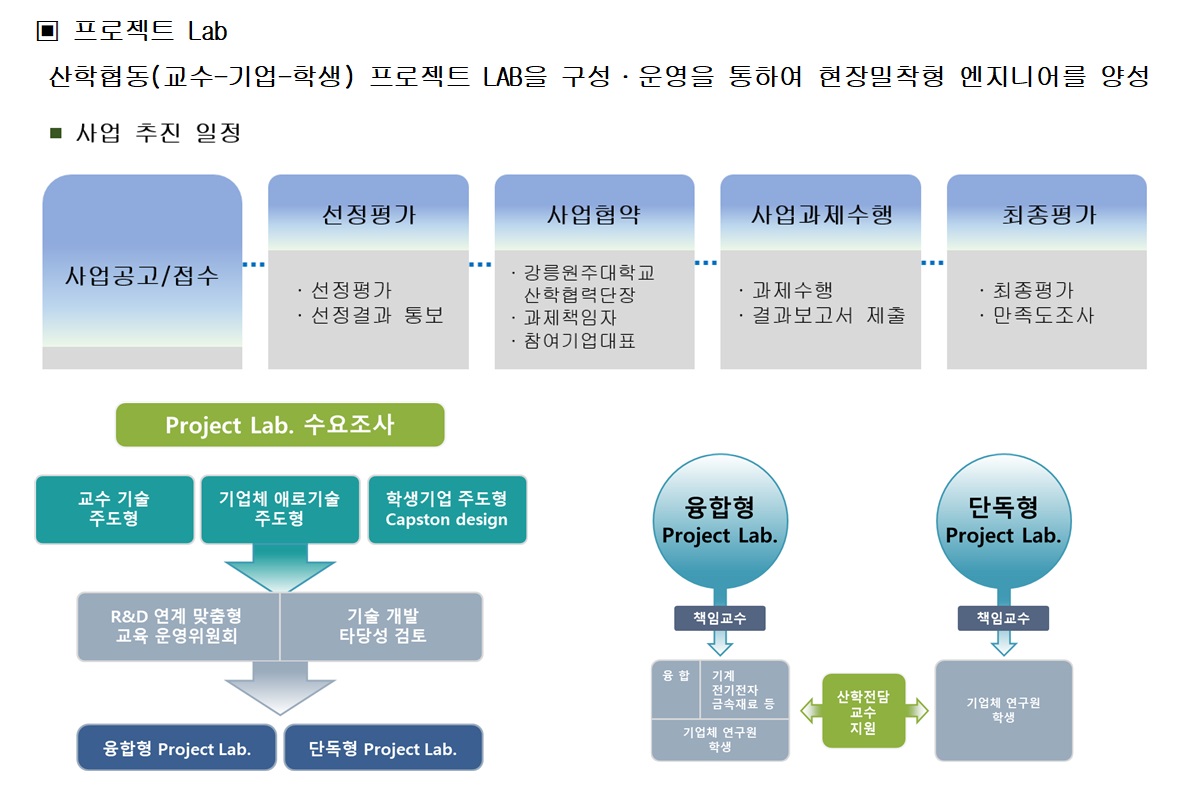 ▣ 프로젝트 Lab
산학협동(교수-기업-학생) 프로젝트 LAB을 구성·운영을 통하여 현장밀착형 엔지니어를 양성
■ 사업 추진 일정
사업공고/접수
선정평가
· 선정평가
· 선정결과 통보
사업협약
· 강릉원주대학교
산학협력단장
· 과제책임자
· 참여기업대표
사업과제수행
· 과제수행
· 결과보고서 제출
최종평가
· 최종평가
· 만족도조사
Project Lab. 수요조사
교수 기술
주도형
기업체 애로기술
주도형
학생기업 주도형
Capston design
R&D 연계 맞춤형
교육 운영위원회
기술 개발
타당성 검토
융합형 Project Lab.
단독형 Project Lab.
융합형
Project Lab.
책임교수
융 합
기계
전기전자
금속재료 등
기업체 연구원
학생
산학전담
교수
지원
단독형
Project Lab.
책임교수
기업체 연구원
학생